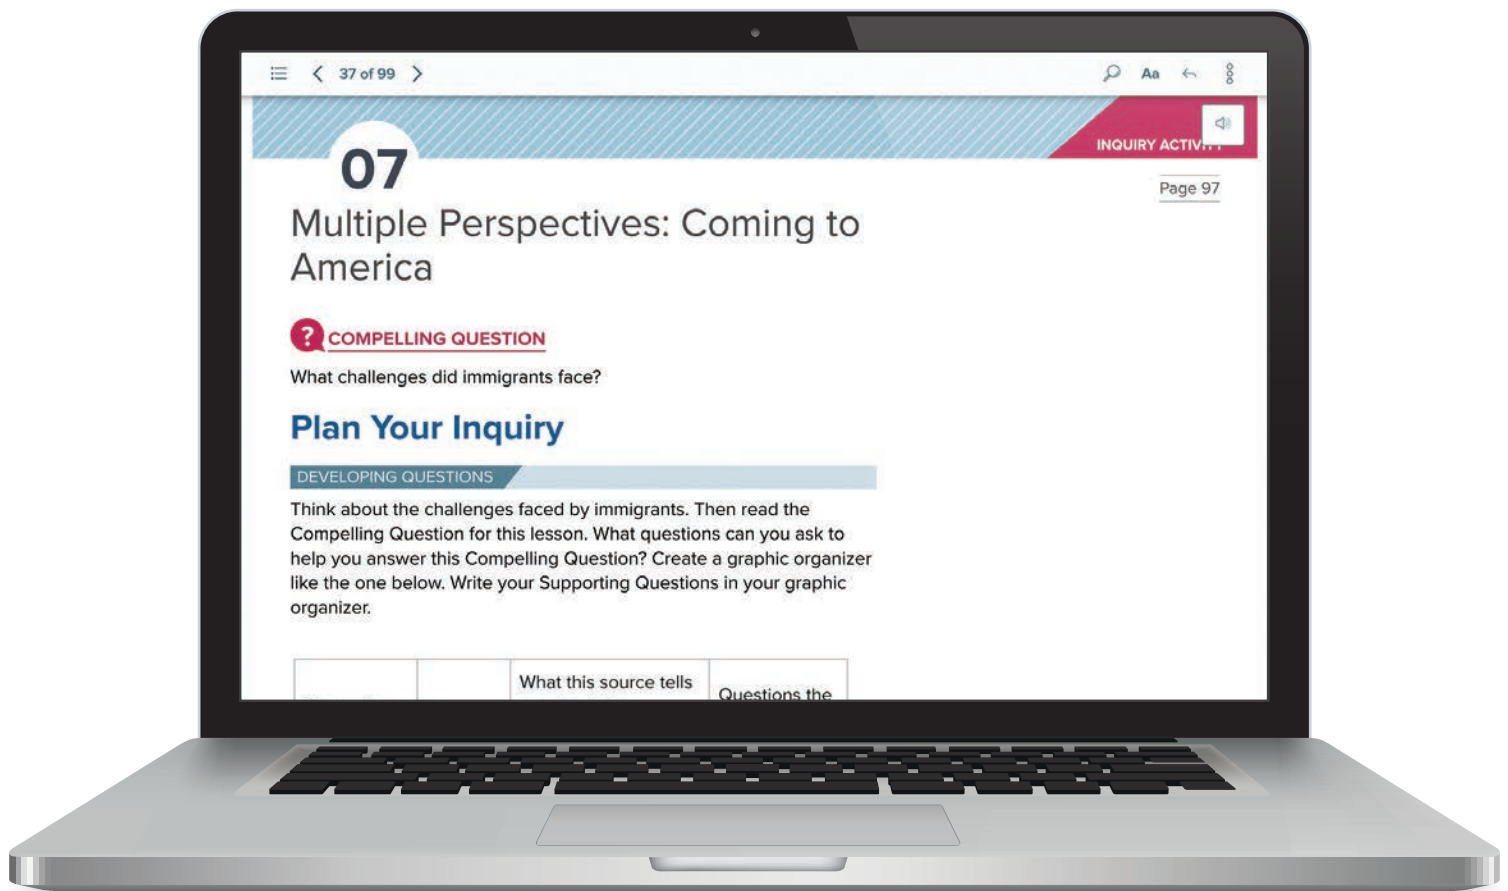 37 of 99
Aa
INQUIRY ACTIVITY
07
Page 97
Multiple Perspectives: Coming to
America
? COMPELLING QUESTION
What challenges did immigrants face?
Plan Your Inquiry
DEVELOPING QUESTIONS
Think about the challenges faced by immigrants. Then read the
Compelling Question for this lesson. What questions can you ask to
help you answer this Compelling Question? Create a graphic organizer
like the one below. Write your Supporting Questions in your graphic
organizer.
What this source tells
Questions the